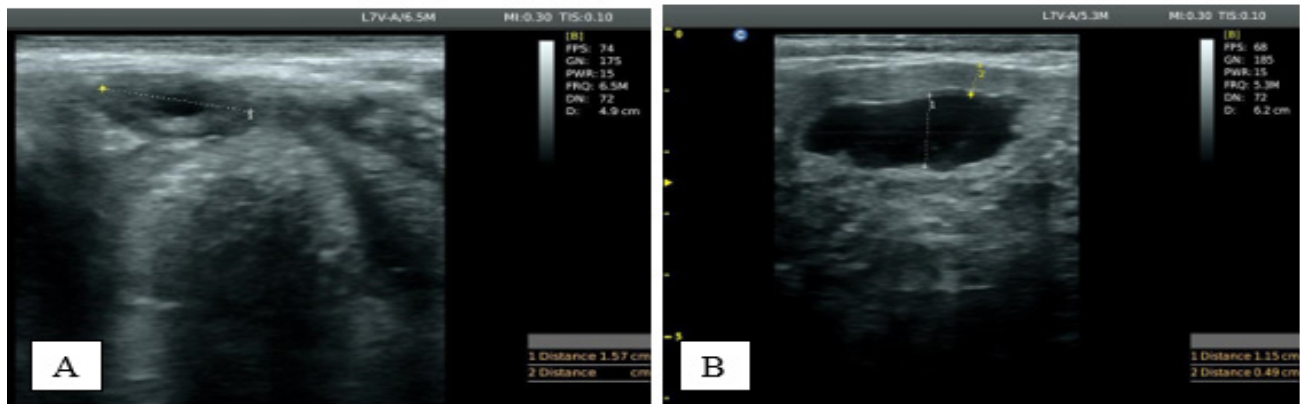 L7V-A/6.5M MI:0.30 TIS:0.10
[B]
FPS: 74
GN: 175
PWR: 15
FRQ: 6.5M
DN: 72
D: 4.9 cm
1
1 Distance 1.57 cm
2 Distance cm
A
L7V-A/5.3M MI:0.30 TIS:0.10
0
C
[B]
FPS: 68
GN: 185
PWR: 15
FRQ: 5.3M
DN: 72
D: 6.2 cm
2
1
5
1 Distance 1.15 cm
2 Distance 0.49 cm
B